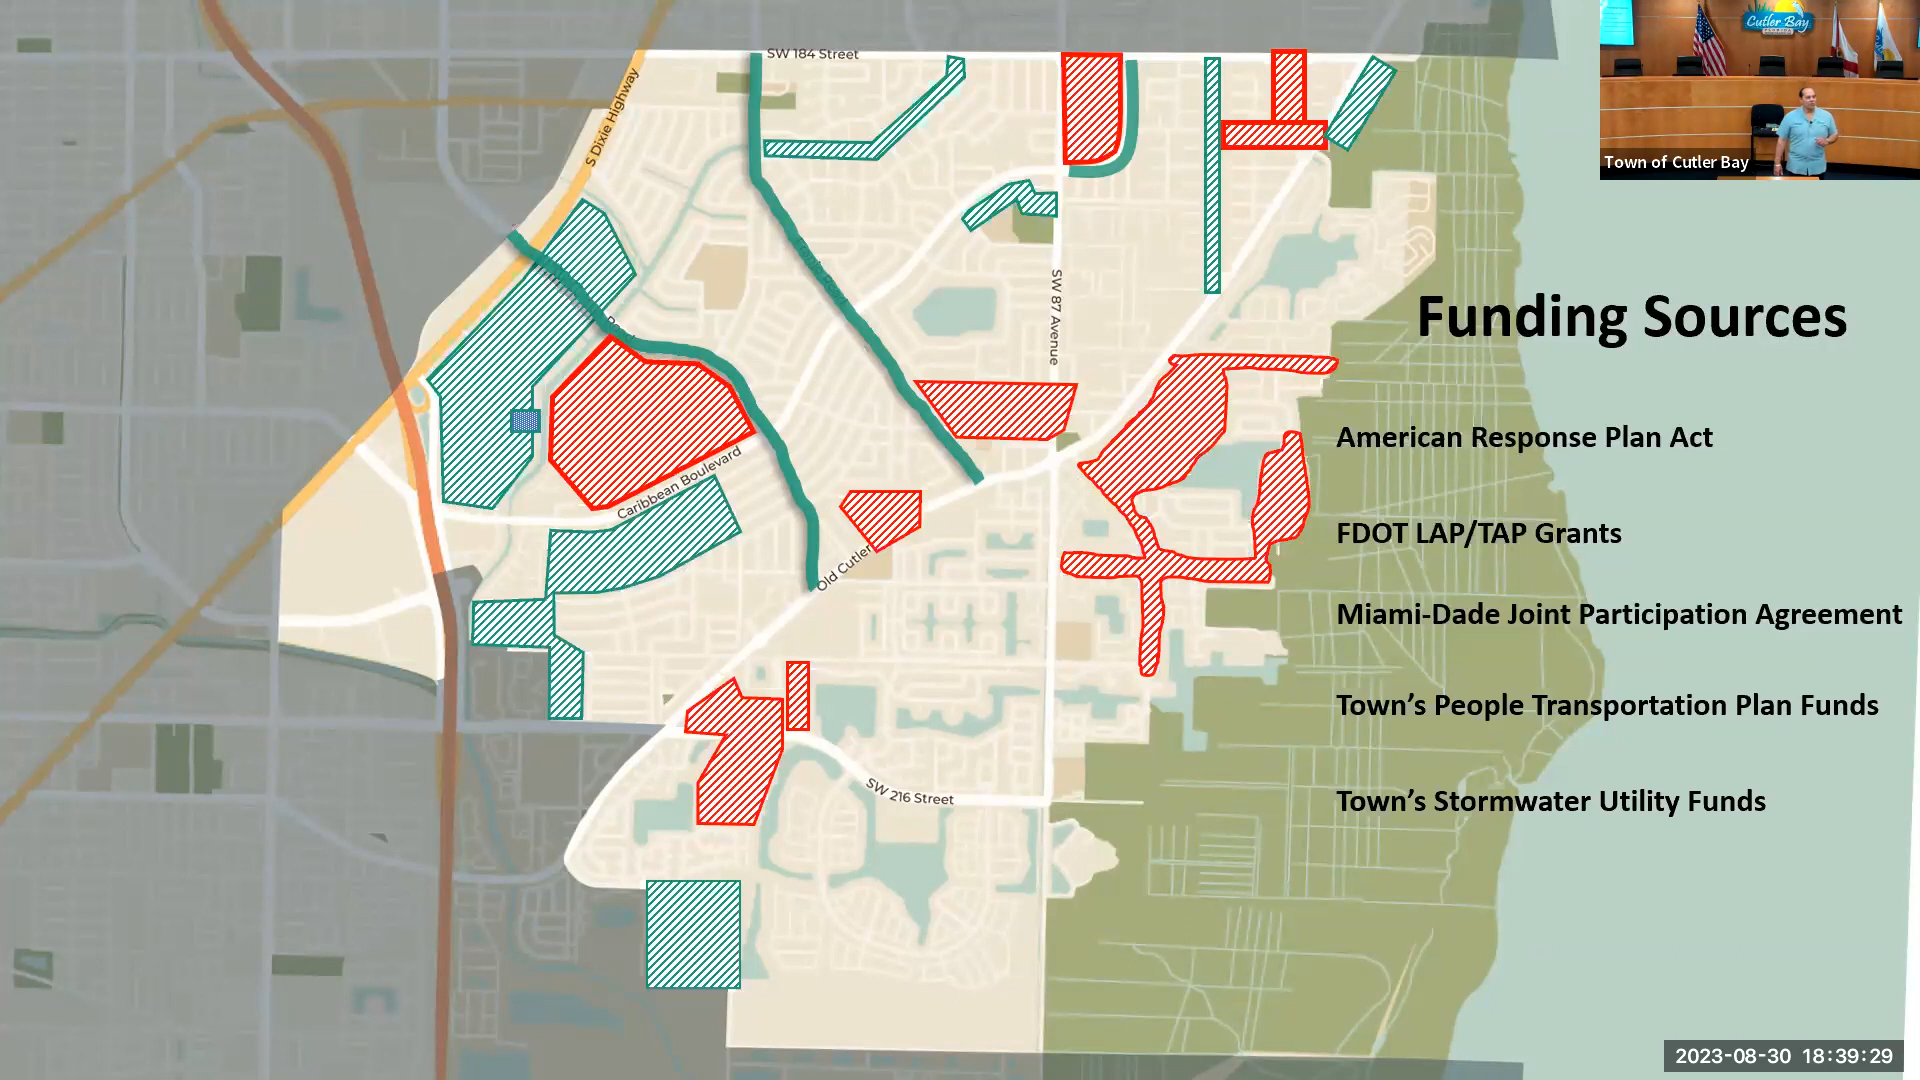 SW 184 Street
S Dixie Highway
SW 87 Avenue
Caribbean Boulevard
Old Cutler
SW 216 Street
Cutler Bay
Town of Cutler Bay
Funding Sources
American Response Plan Act
FDOT LAP/TAP Grants
Miami-Dade Joint Participation Agreement
Town’s People Transportation Plan Funds
Town’s Stormwater Utility Funds
2023-08-30 18:39:29